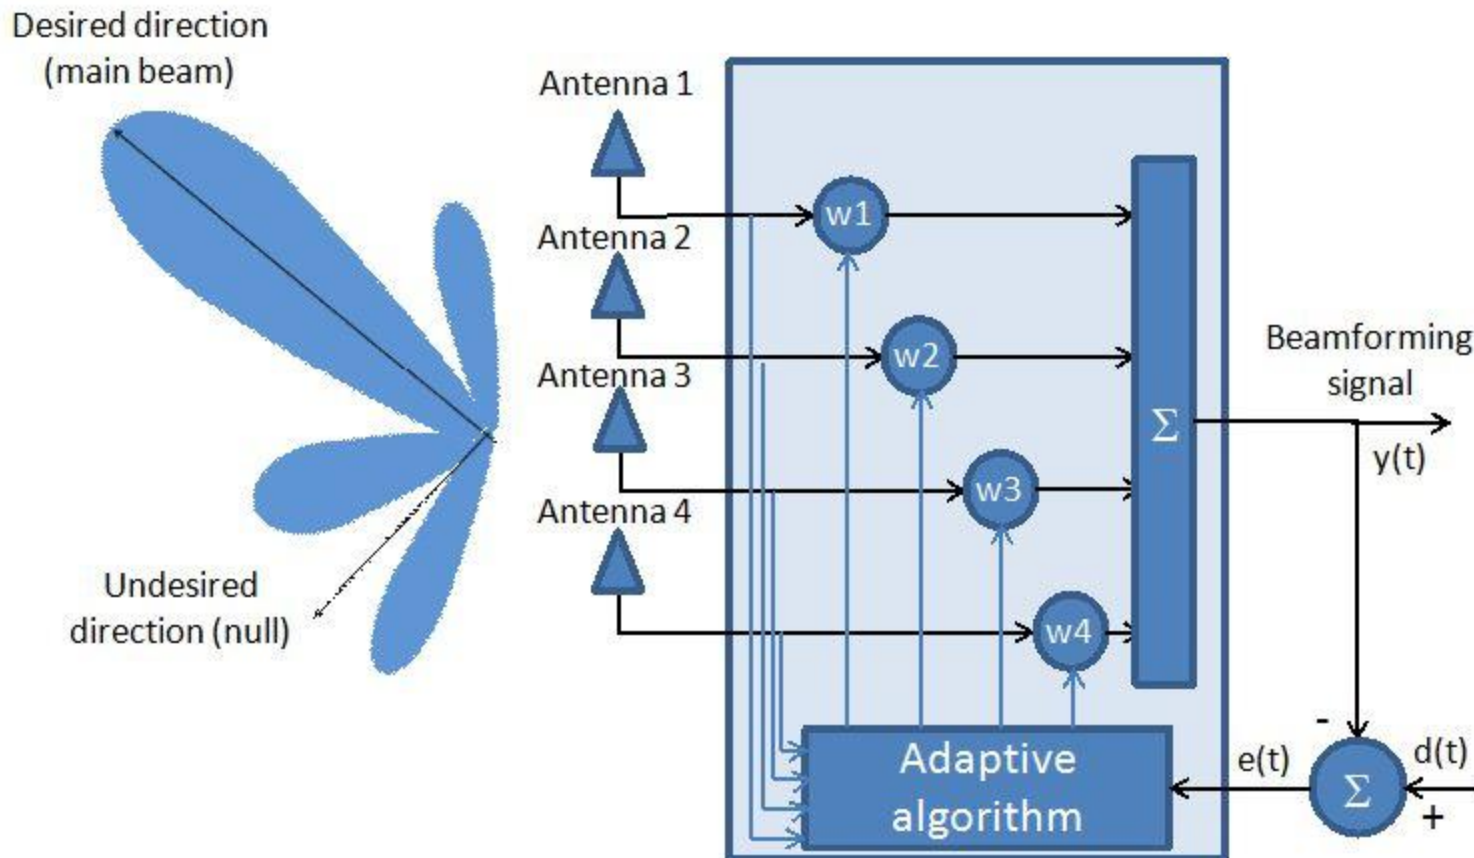 Desired direction
(main beam)
Undesired
direction (null)
Antenna 1
Antenna 2
Antenna 3
Antenna 4
w1
w2
w3
w4
Σ
Beamforming
signal
y(t)
-
Σ
d(t)
+
e(t)
Adaptive
algorithm